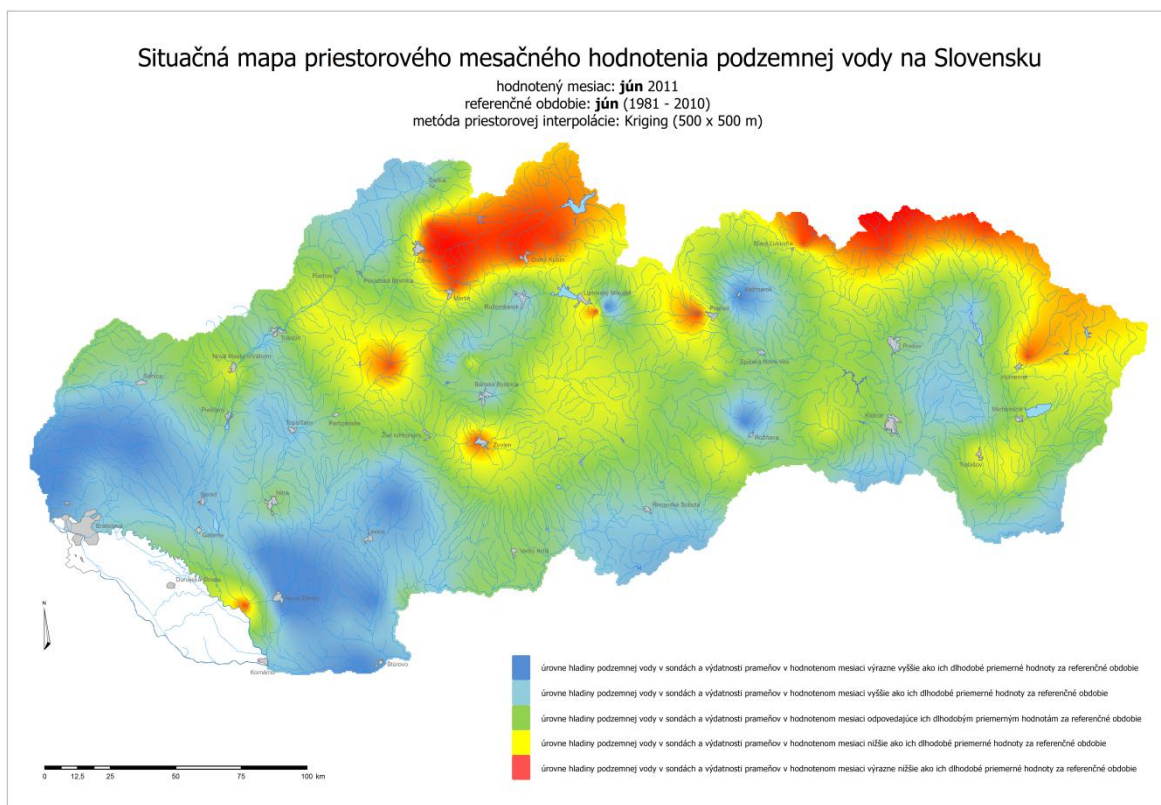 Situačná mapa priestorového mesačného hodnotenia podzemnej vody na Slovensku
hodnotený mesiac: jún 2011
referenčné obdobie: jún (1981 - 2010)
metóda priestorovej interpolácie: Kriging (500 x 500 m)
Čadca
Stará Ľubovňa
Žilina
Dolný Kubín
Púchov
Považská Bystrica
Martin
Ružomberok
Liptovský Mikuláš
Kežmarok
Poprad
Trenčín
Prešov
Spišská Nová Ves
Nové Mesto n.Váhom
Humenné
Senica
Banská Bystrica
Piešťany
Topoľčany
Partizánske
Michalovce
Košice
Žiar n.Hronom
Zvolen
Rožňava
Trebišov
Nitra
Sereď
Rimavská Sobota
Bratislava
Galanta
Levice
Veľký Krtíš
Dunajská Streda
Nové Zámky
N
Komárno
Štúrovo
úrovne hladiny podzemnej vody v sondách a výdatnosti prameňov v hodnotenom mesiaci výrazne vyššie ako ich dlhodobé priemerné hodnoty za referenčné obdobie
úrovne hladiny podzemnej vody v sondách a výdatnosti prameňov v hodnotenom mesiaci vyššie ako ich dlhodobé priemerné hodnoty za referenčné obdobie
úrovne hladiny podzemnej vody v sondách a výdatnosti prameňov v hodnotenom mesiaci odpovedajúce ich dlhodobým priemerným hodnotám za referenčné obdobie
úrovne hladiny podzemnej vody v sondách a výdatnosti prameňov v hodnotenom mesiaci nižšie ako ich dlhodobé priemerné hodnoty za referenčné obdobie
úrovne hladiny podzemnej vody v sondách a výdatnosti prameňov v hodnotenom mesiaci výrazne nižšie ako ich dlhodobé priemerné hodnoty za referenčné obdobie
0 12,5 25 50 75 100 km